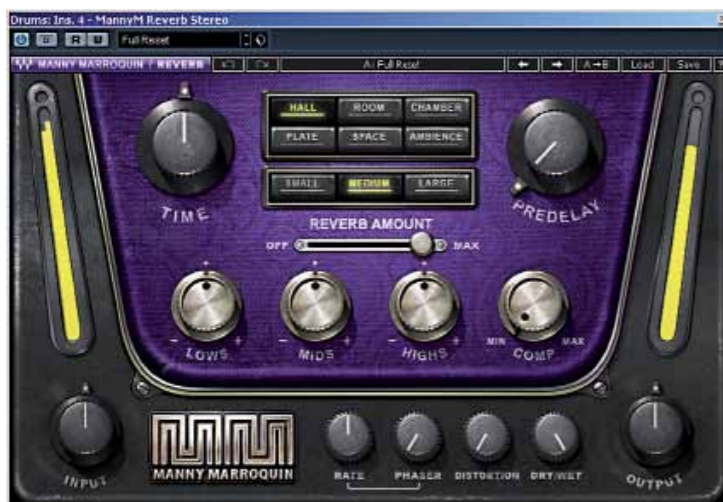 Drums: Ins. 4 - MannyM Reverb Stereo
R W Full Reset
MANNY MARROQUIN / REVERB A: Full Reset A→B Load Save ?
HALL ROOM CHAMBER
PLATE SPACE AMBIENCE
SMALL MEDIUM LARGE
TIME PREDELAY
REVERB AMOUNT
OFF MAX
- LOWS + - MIDS + - HIGHS + MIN COMP MAX
INPUT MANNY MARROQUIN RATE PHASER DISTORTION DRY/WET OUTPUT